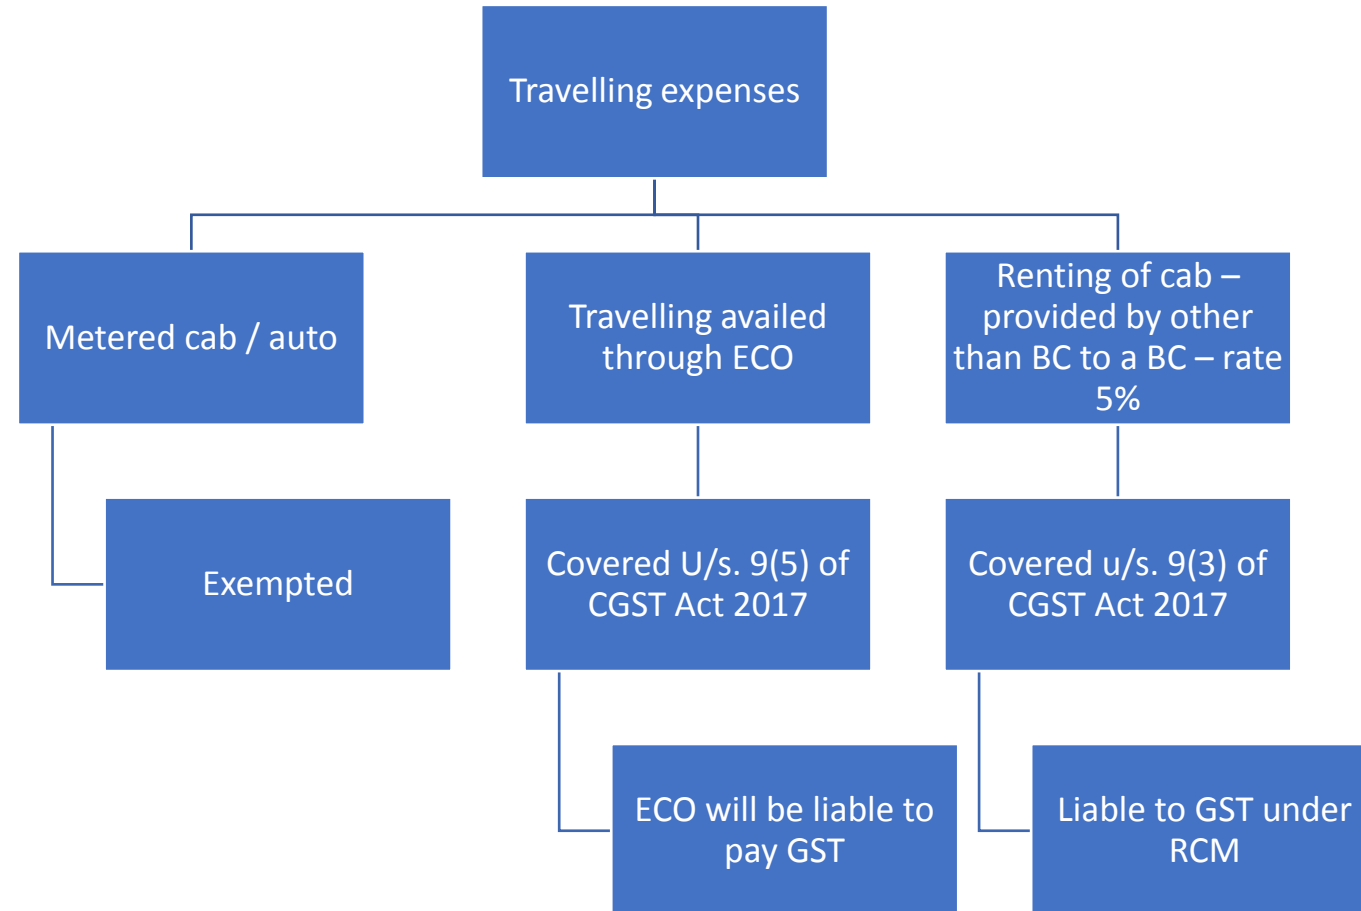 Travelling expenses
Metered cab / auto
Exempted
Travelling availed
through ECO
Covered U/s. 9(5) of
CGST Act 2017
ECO will be liable to
pay GST
Renting of cab –
provided by other
than BC to a BC – rate
5%
Covered u/s. 9(3) of
CGST Act 2017
Liable to GST under
RCM